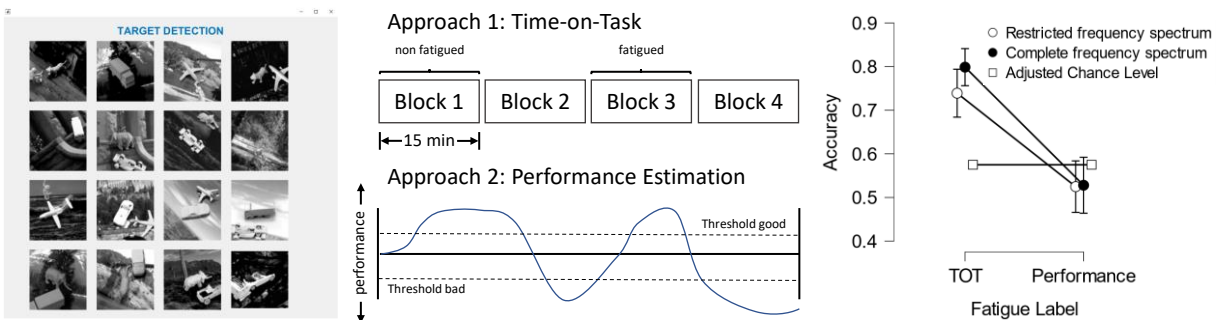 TARGET DETECTION
Approach 1: Time-on-Task
non fatigued
fatigued
Block 1
Block 2
Block 3
Block 4
15 min
Approach 2: Performance Estimation
performance
Threshold good
Threshold bad
0.9
0.8
0.7
0.6
0.5
0.4
Accuracy
Restricted frequency spectrum
Complete frequency spectrum
Adjusted Chance Level
TOT
Performance
Fatigue Label